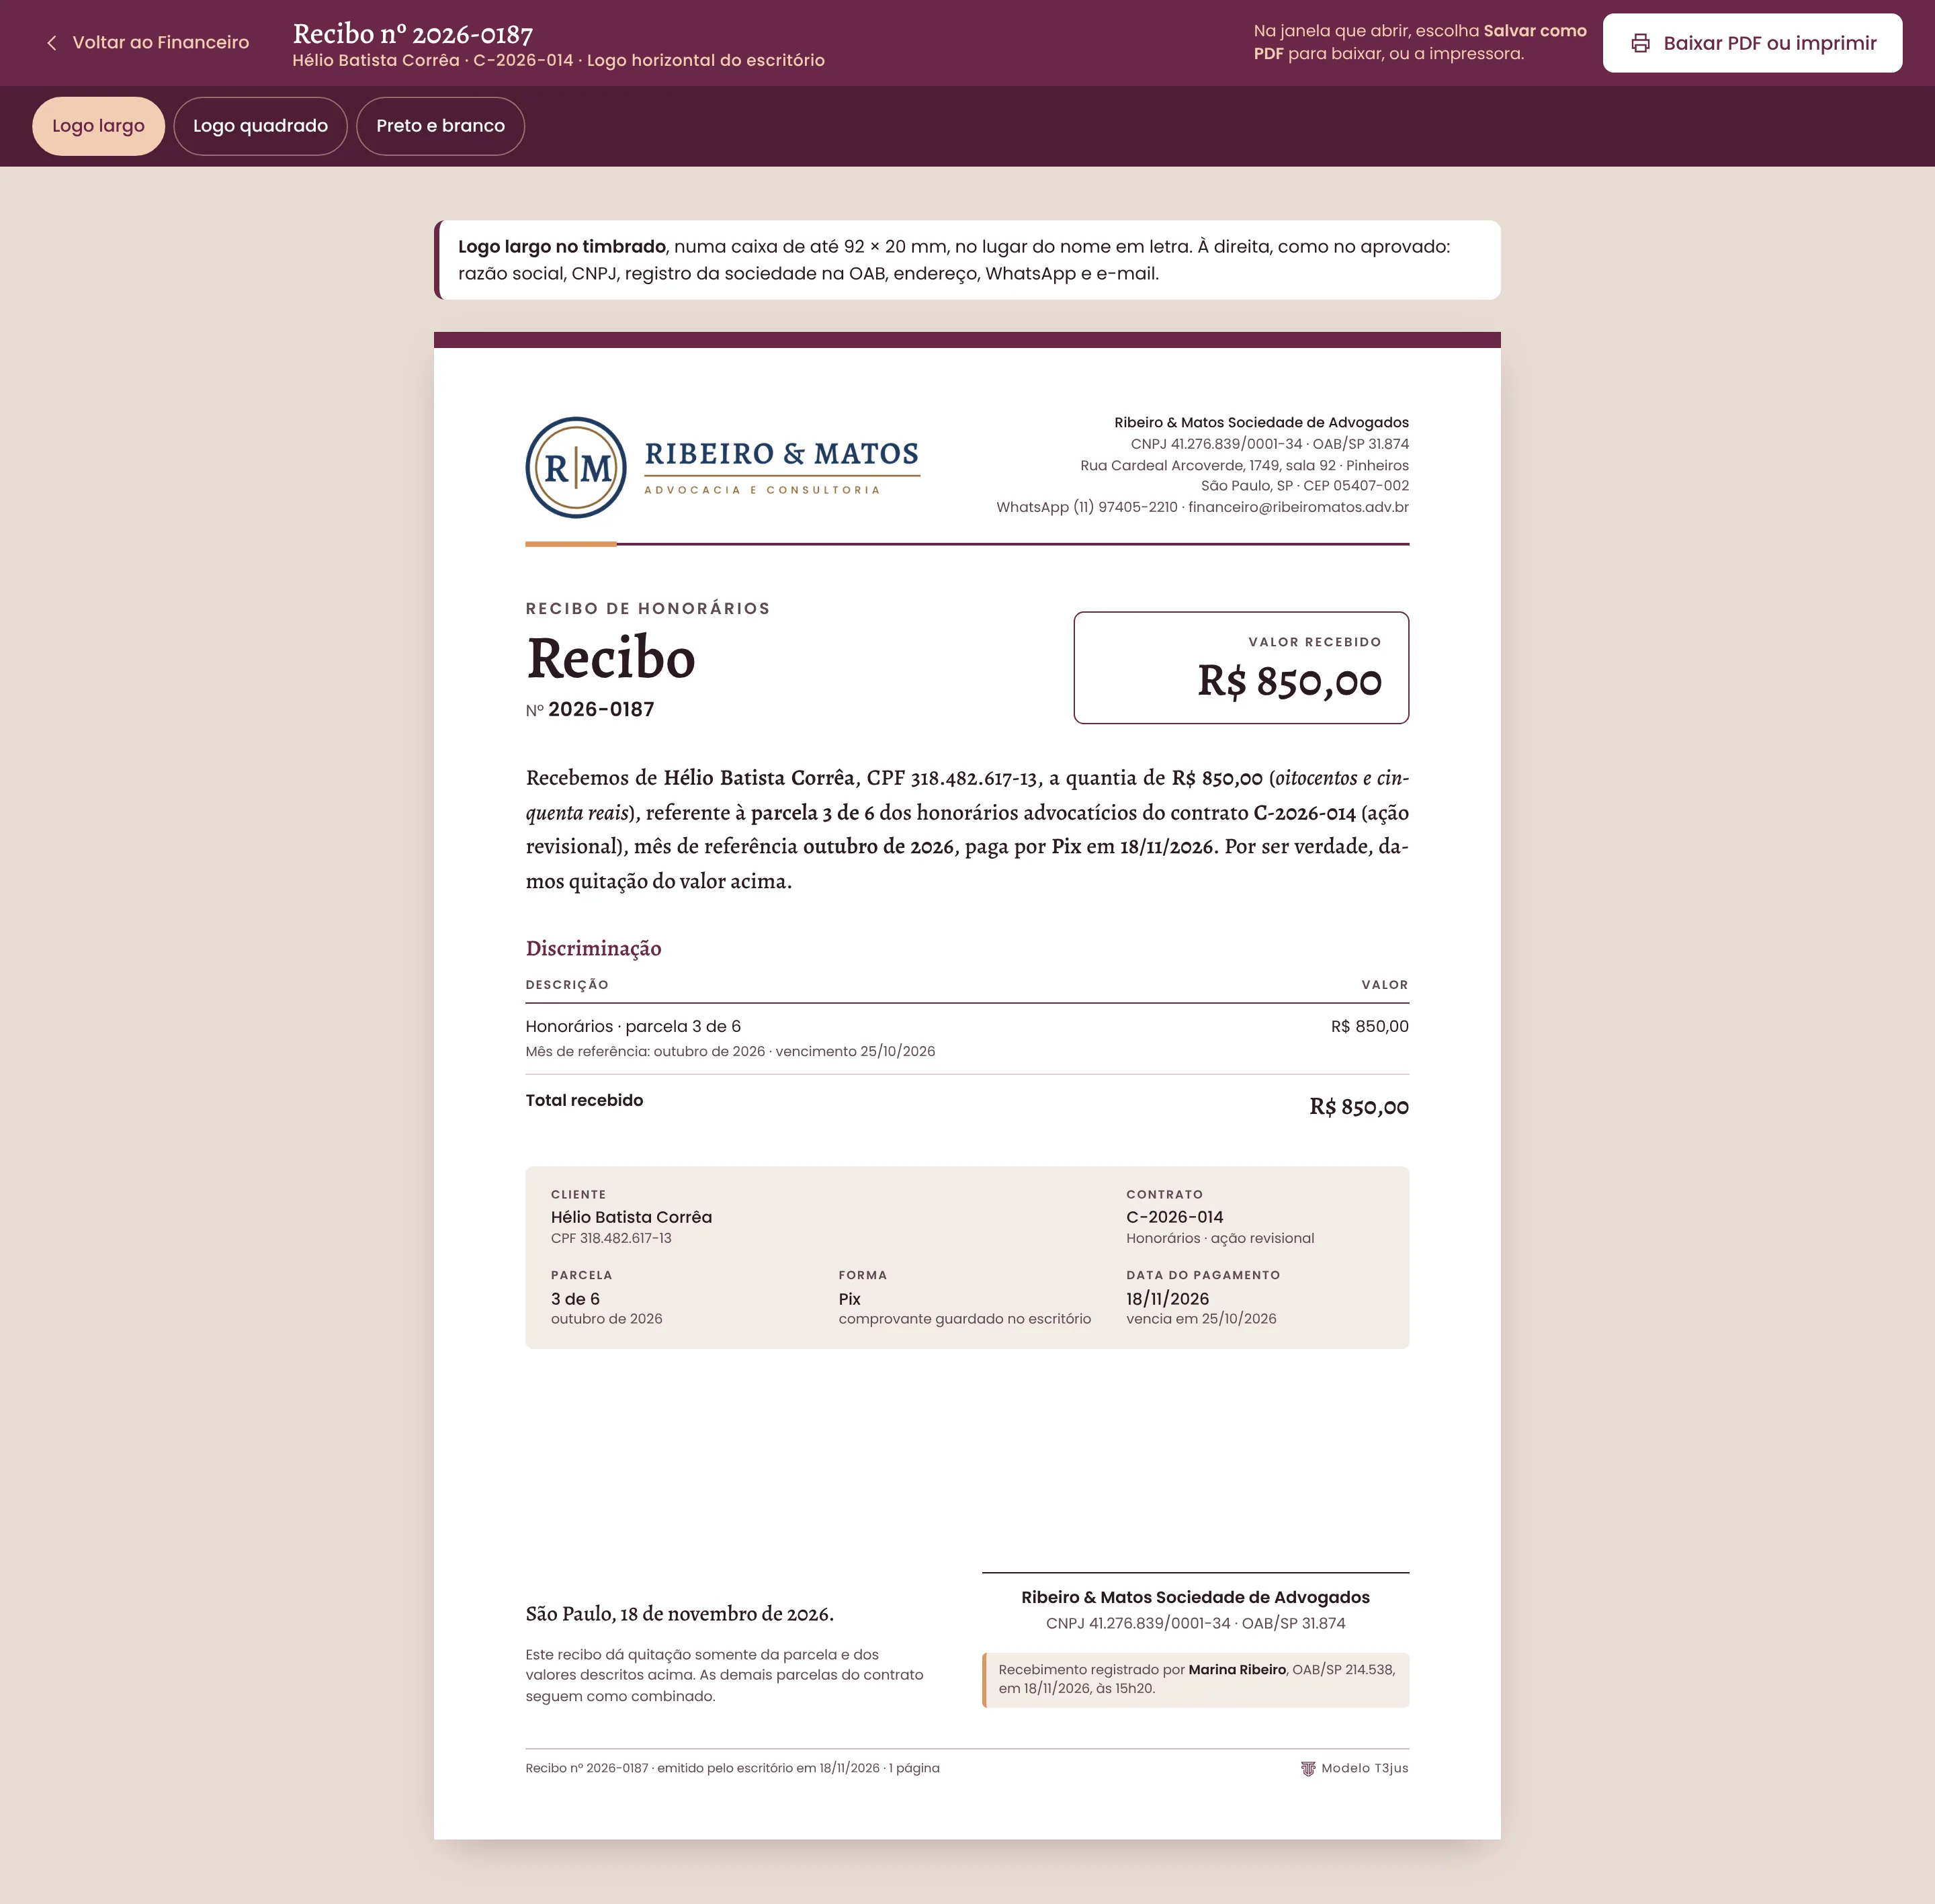 Voltar ao Financeiro
Recibo nº 2026-0187
Hélio Batista Corrêa · C-2026-014 · Logo horizontal do escritório
Na janela que abrir, escolha Salvar como
PDF para baixar, ou a impressora.
Baixar PDF ou imprimir
Logo largo
Logo quadrado
Preto e branco
Logo largo no timbrado, numa caixa de até 92 × 20 mm, no lugar do nome em letra. À direita, como no aprovado:
razão social, CNPJ, registro da sociedade na OAB, endereço, WhatsApp e e-mail.
R|M
RIBEIRO & MATOS
ADVOCACIA E CONSULTORIA
Ribeiro & Matos Sociedade de Advogados
CNPJ 41.276.839/0001-34 · OAB/SP 31.874
Rua Cardeal Arcoverde, 1749, sala 92 · Pinheiros
São Paulo, SP · CEP 05407-002
WhatsApp (11) 97405-2210 · financeiro@ribeiromatos.adv.br
RECIBO DE HONORÁRIOS
Recibo
Nº 2026-0187
VALOR RECEBIDO
R$ 850,00
Recebemos de Hélio Batista Corrêa, CPF 318.482.617-13, a quantia de R$ 850,00 (oitocentos e cin-
quenta reais), referente à parcela 3 de 6 dos honorários advocatícios do contrato C-2026-014 (ação
revisional), mês de referência outubro de 2026, paga por Pix em 18/11/2026. Por ser verdade, da-
mos quitação do valor acima.
Discriminação
DESCRIÇÃO
VALOR
Honorários · parcela 3 de 6
R$ 850,00
Mês de referência: outubro de 2026 · vencimento 25/10/2026
Total recebido
R$ 850,00
CLIENTE
Hélio Batista Corrêa
CPF 318.482.617-13
CONTRATO
C-2026-014
Honorários · ação revisional
PARCELA
3 de 6
outubro de 2026
FORMA
Pix
comprovante guardado no escritório
DATA DO PAGAMENTO
18/11/2026
vencia em 25/10/2026
São Paulo, 18 de novembro de 2026.
Este recibo dá quitação somente da parcela e dos
valores descritos acima. As demais parcelas do contrato
seguem como combinado.
Ribeiro & Matos Sociedade de Advogados
CNPJ 41.276.839/0001-34 · OAB/SP 31.874
Recebimento registrado por Marina Ribeiro, OAB/SP 214.538,
em 18/11/2026, às 15h20.
Recibo nº 2026-0187 · emitido pelo escritório em 18/11/2026 · 1 página
Modelo T3jus